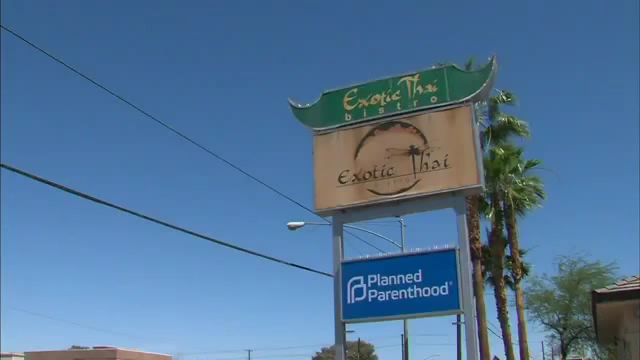 Exotic Thai
bistro
Exotic Thai
Planned
Parenthood®